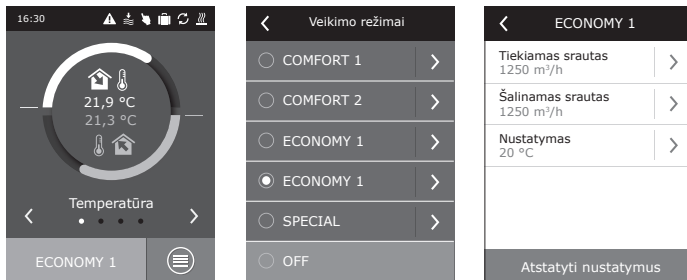 16:30
21,9 °C
21,3 °C
Temperatūra
ECONOMY 1
Veikimo režimai
COMFORT 1
COMFORT 2
ECONOMY 1
ECONOMY 1
SPECIAL
OFF
ECONOMY 1
Tiekiamas srautas
1250 m³/h
Šalinamas srautas
1250 m³/h
Nustatymas
20 °C
Atstatyti nustatymus